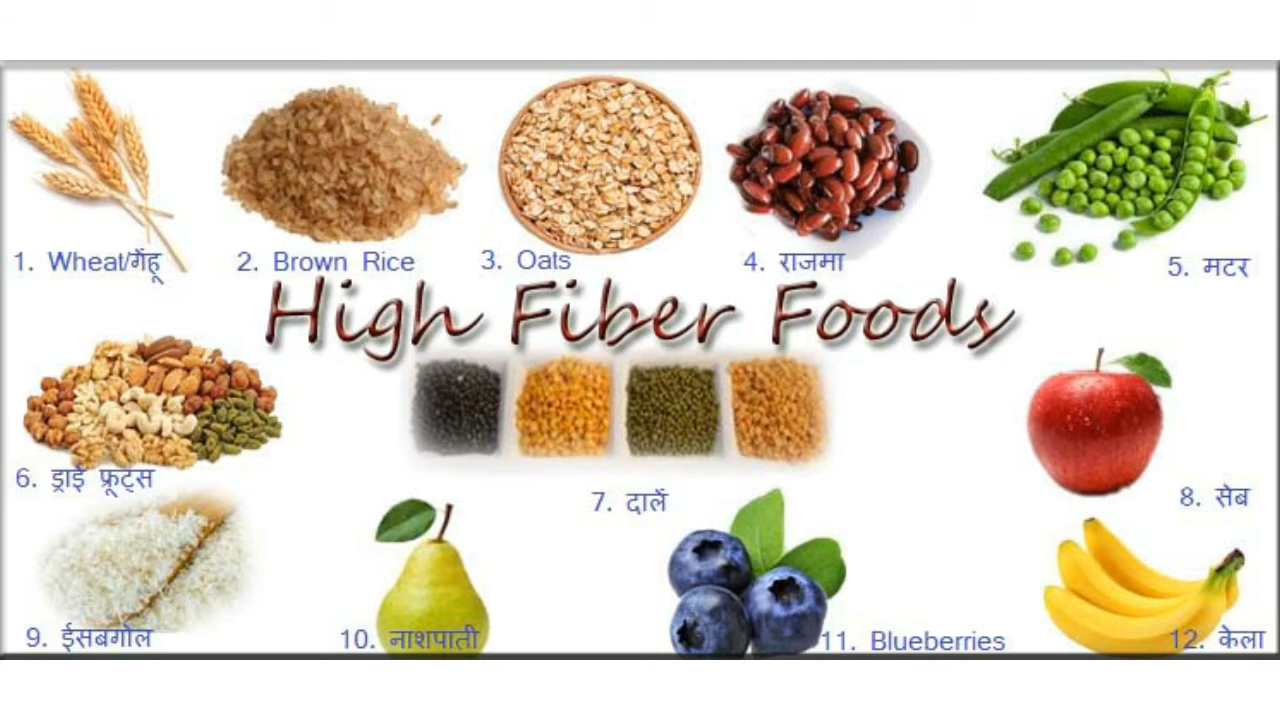 1. Wheat/गेंहू
2. Brown Rice
3. Oats
4. राजमा
5. मटर
High Fiber Foods
6. ड्राई फ्रूट्स
7. दालें
8. सेब
9. ईसबगोल
10. नाशपाती
11. Blueberries
12. केला